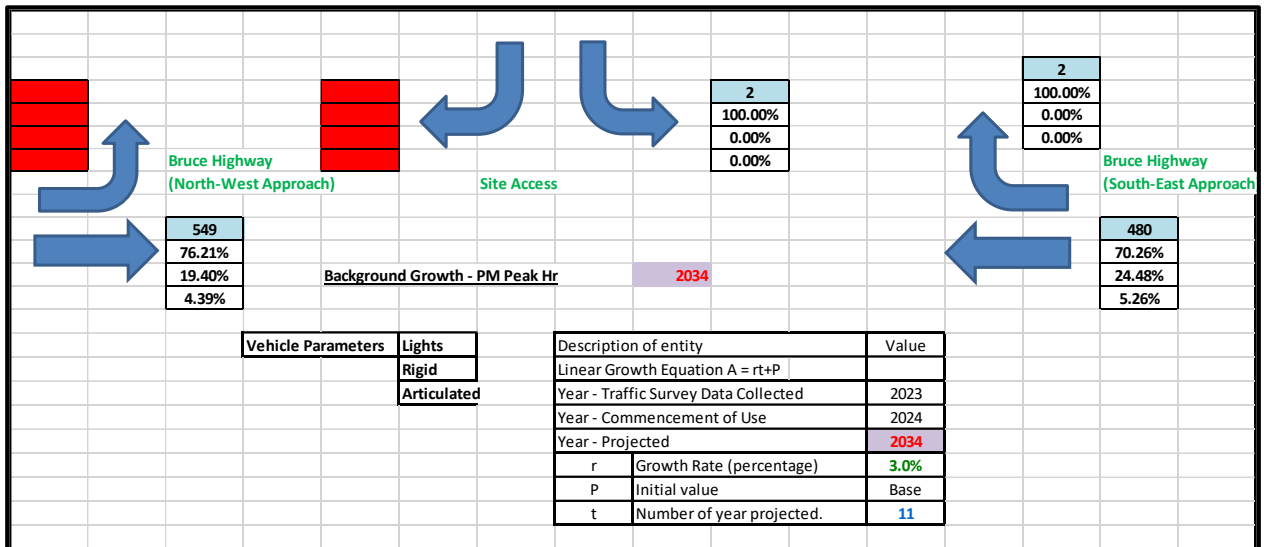 2
100.00%
0.00%
0.00%
2
100.00%
0.00%
0.00%
Bruce Highway
(North-West Approach)
Site Access
Bruce Highway
(South-East Approach
549
76.21%
19.40%
4.39%
480
70.26%
24.48%
5.26%
Background Growth - PM Peak Hr 2034
Vehicle Parameters Lights
Rigid
Articulated
Description of entity Value
Linear Growth Equation A = rt+P
Year - Traffic Survey Data Collected 2023
Year - Commencement of Use 2024
Year - Projected 2034
r Growth Rate (percentage) 3.0%
P Initial value Base
t Number of year projected. 11